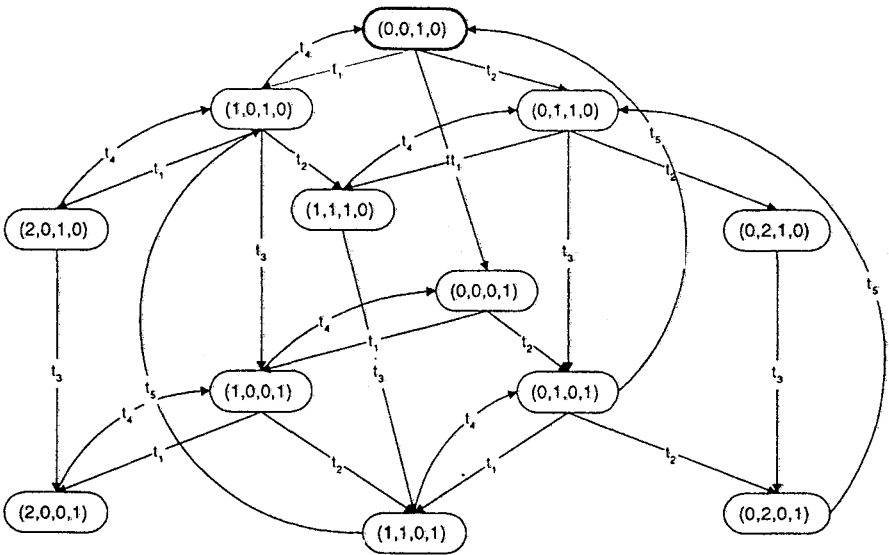 (0,0,1,0)
t4
t1
t2
(1,0,1,0)
(0,1,1,0)
t5
t4
t4
t1
t2
tt1
t2
(2,0,1,0)
(1,1,1,0)
(0,2,1,0)
t3
t3
t5
(0,0,0,1)
t4
t1
t2
t3
t3
t3
t5
(1,0,0,1)
(0,1,0,1)
t4
t4
t1
t2
t1
t2
(2,0,0,1)
(1,1,0,1)
(0,2,0,1)